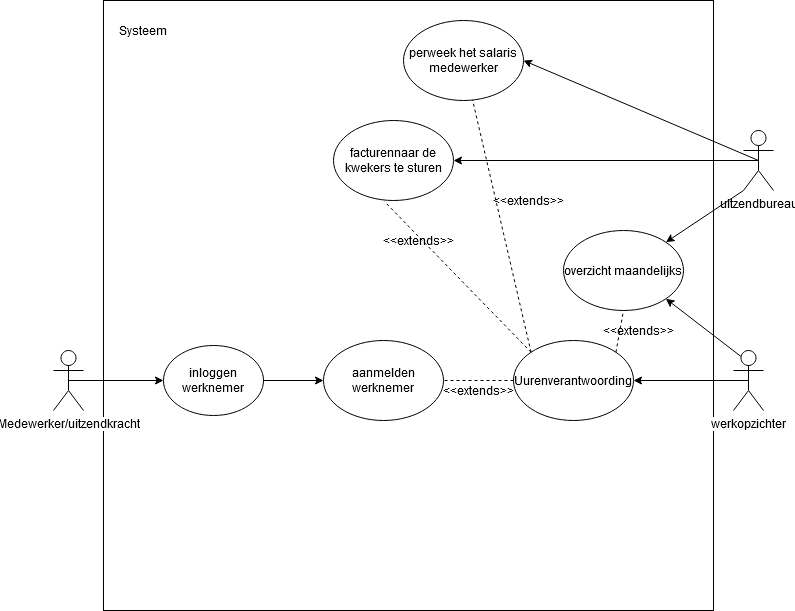 Systeem
perweek het salaris
medewerker
facturennaar de
kwekers te sturen
<<extends>>
uitzendbureau
<<extends>>
overzicht maandelijks
<<extends>>
inloggen
werknemer
aanmelden
werknemer
<<extends>>
Uurenverantwoording
Medewerker/uitzendkracht
werkopzichter